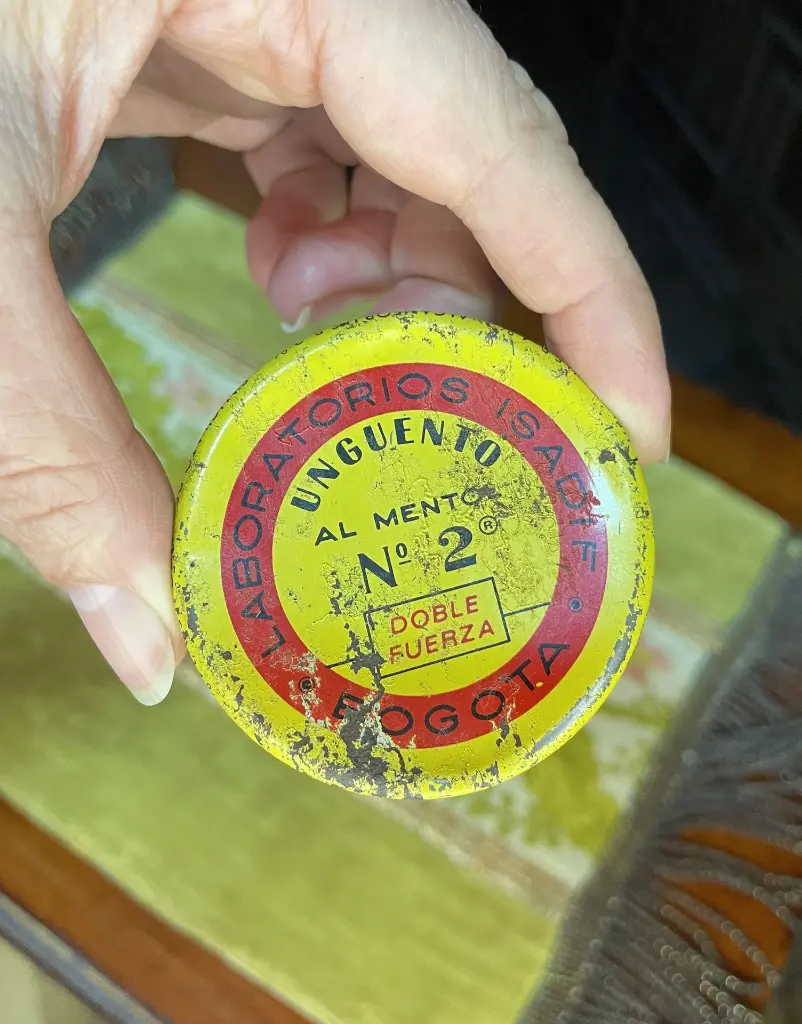 LABORATORIOS ISADIF
UNGUENTO
AL MENTOL
Nº 2®
DOBLE
FUERZA
BOGOTA